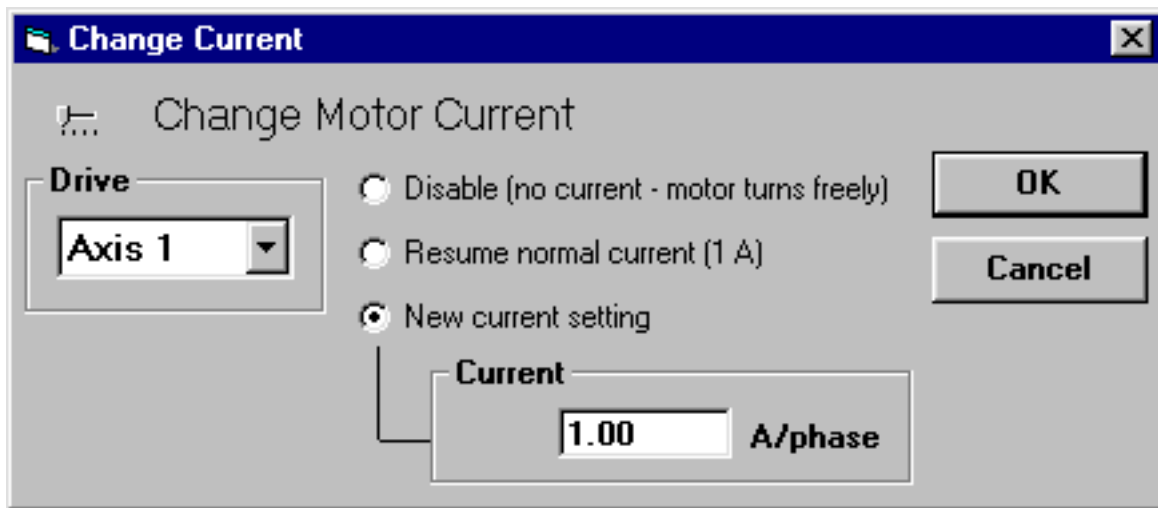 Change Current
Change Motor Current
Drive
Axis 1
Disable (no current - motor turns freely)
Resume normal current (1 A)
New current setting
Current
1.00 A/phase
OK
Cancel